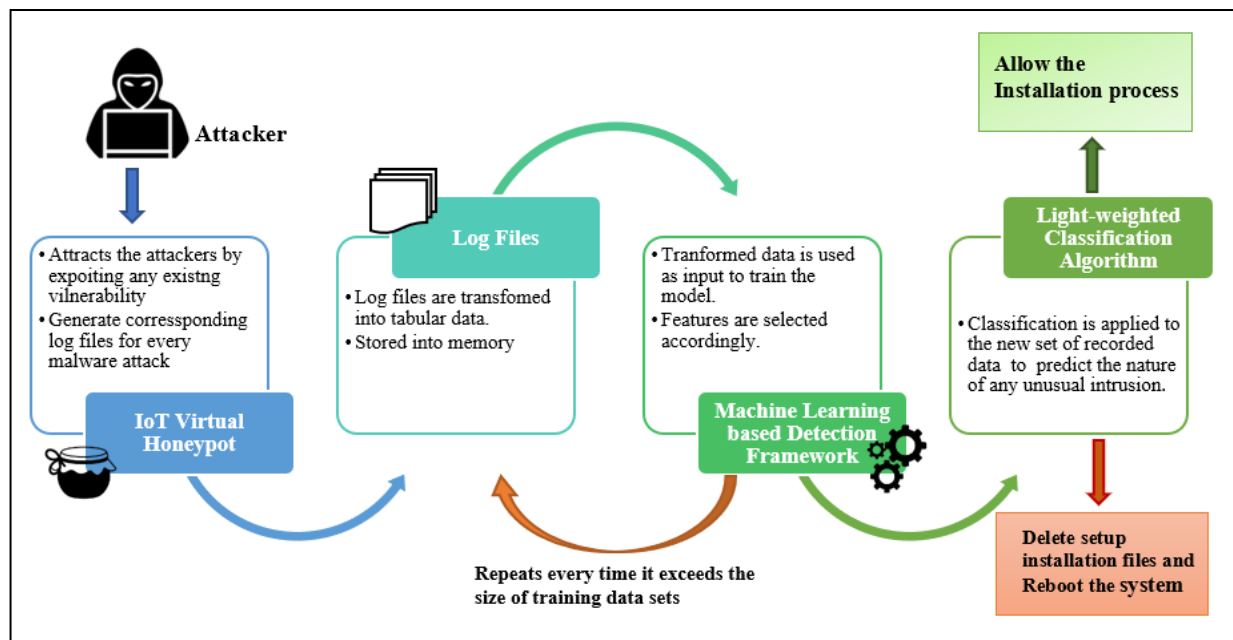 Attacker
• Attracts the attackers by
expoiting any existng
vilnerability
• Generate corressponding
log files for every
malware attack
IoT Virtual
Honeypot
Log Files
• Log files are transfomed
into tabular data.
• Stored into memory
• Tranformed data is used
as input to train the
model.
• Features are selected
accordingly.
Machine Learning
based Detection
Framework
Repeats every time it exceeds the
size of training data sets
Allow the
Installation process
Light-weighted
Classification
Algorithm
• Classification is applied to
the new set of recorded
data to predict the nature
of any unusual intrusion.
Delete setup
installation files and
Reboot the system